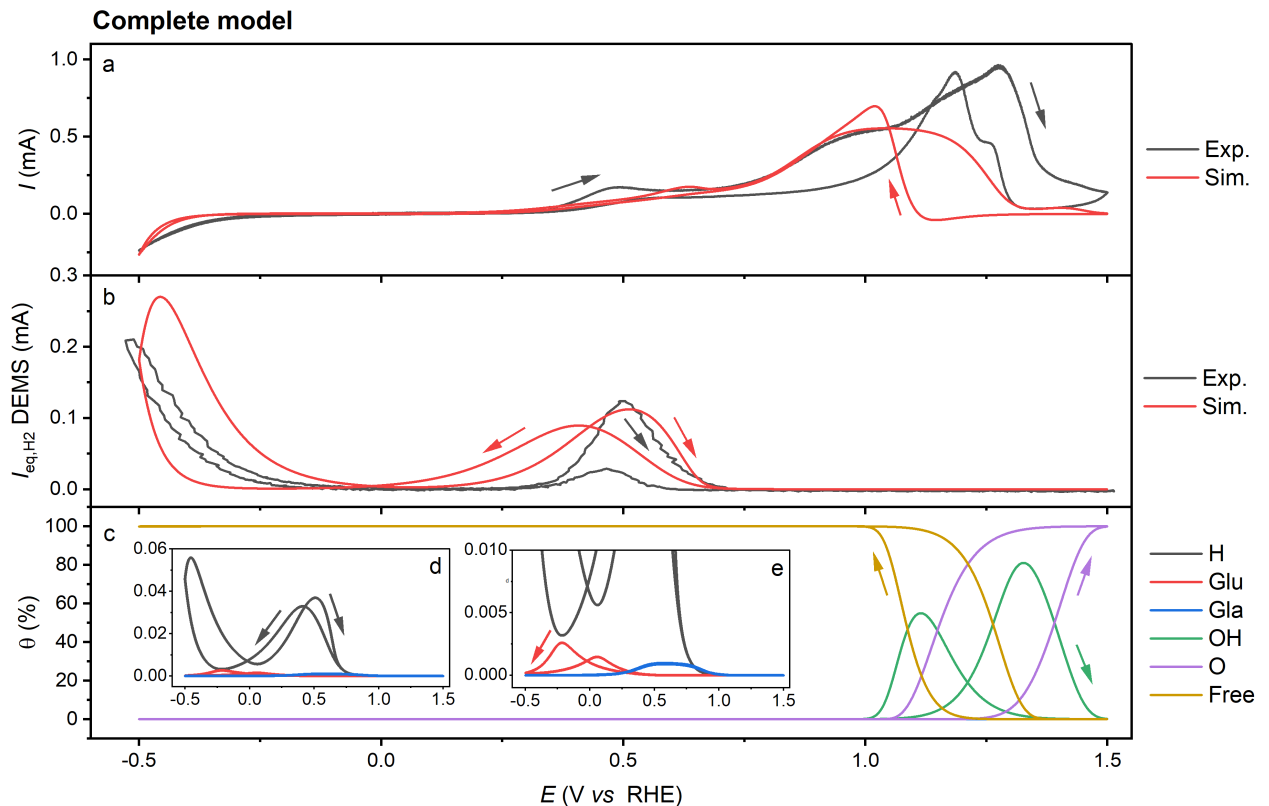 Complete model
a
1.0
0.5
0.0
I (mA)
Exp.
Sim.
b
0.3
0.2
0.1
0.0
Ieq,H2 DEMS (mA)
Exp.
Sim.
c
100
80
60
40
20
0
θ (%)
d
0.06
0.04
0.02
0.00
-0.5 0.0 0.5 1.0 1.5
e
0.010
0.005
0.000
-0.5 0.0 0.5 1.0 1.5
H
Glu
Gla
OH
O
Free
-0.5 0.0 0.5 1.0 1.5
E (V vs RHE)